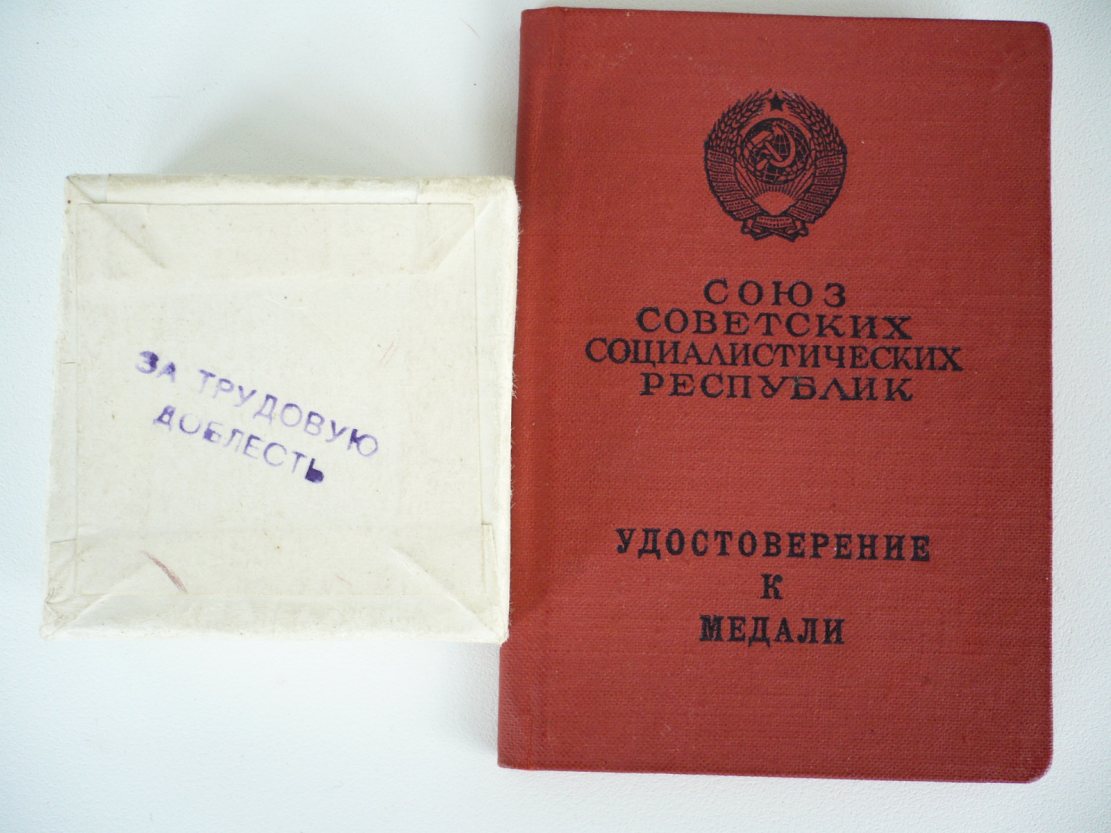 ЗА ТРУДОВУЮ
ДОБЛЕСТЬ
СОЮЗ
СОВЕТСКИХ
СОЦИАЛИСТИЧЕСКИХ
РЕСПУБЛИК
УДОСТОВЕРЕНИЕ
К
МЕДАЛИ